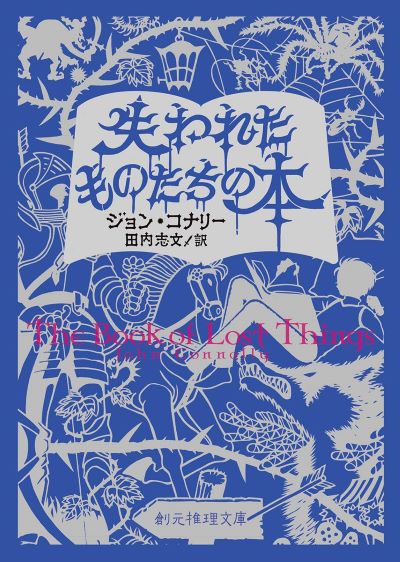 失われた
ものたちの本
ジョン・コナリー
田内志文/訳
The Book of Lost Things
John Connolly
創元推理文庫